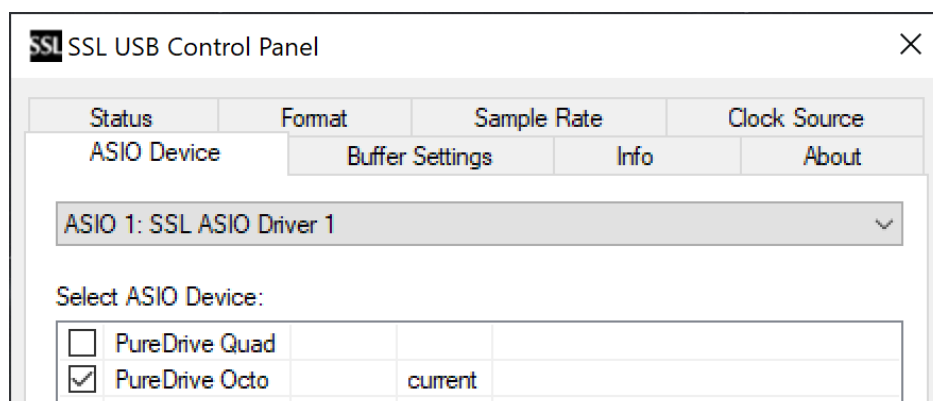 SSL SSL USB Control Panel
Status Format Sample Rate Clock Source
ASIO Device Buffer Settings Info About
ASIO 1: SSL ASIO Driver 1
Select ASIO Device:
PureDrive Quad
PureDrive Octo current